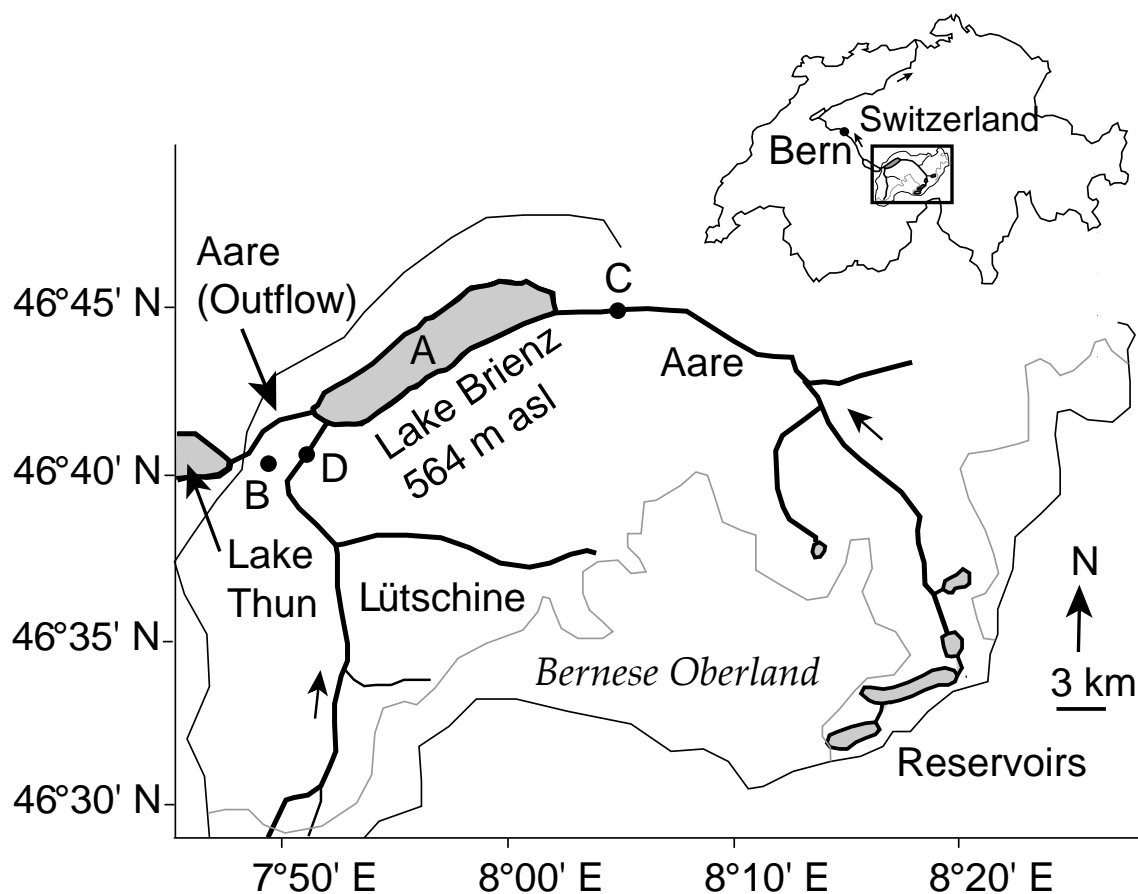 Switzerland
Bern
Aare
(Outflow)
C
46°45' N
A
Aare
Lake Brienz
564 m asl
D
46°40' N
B
Lake
Thun
Lütschine
N
46°35' N
Bernese Oberland
3 km
Reservoirs
46°30' N
7°50' E
8°00' E
8°10' E
8°20' E